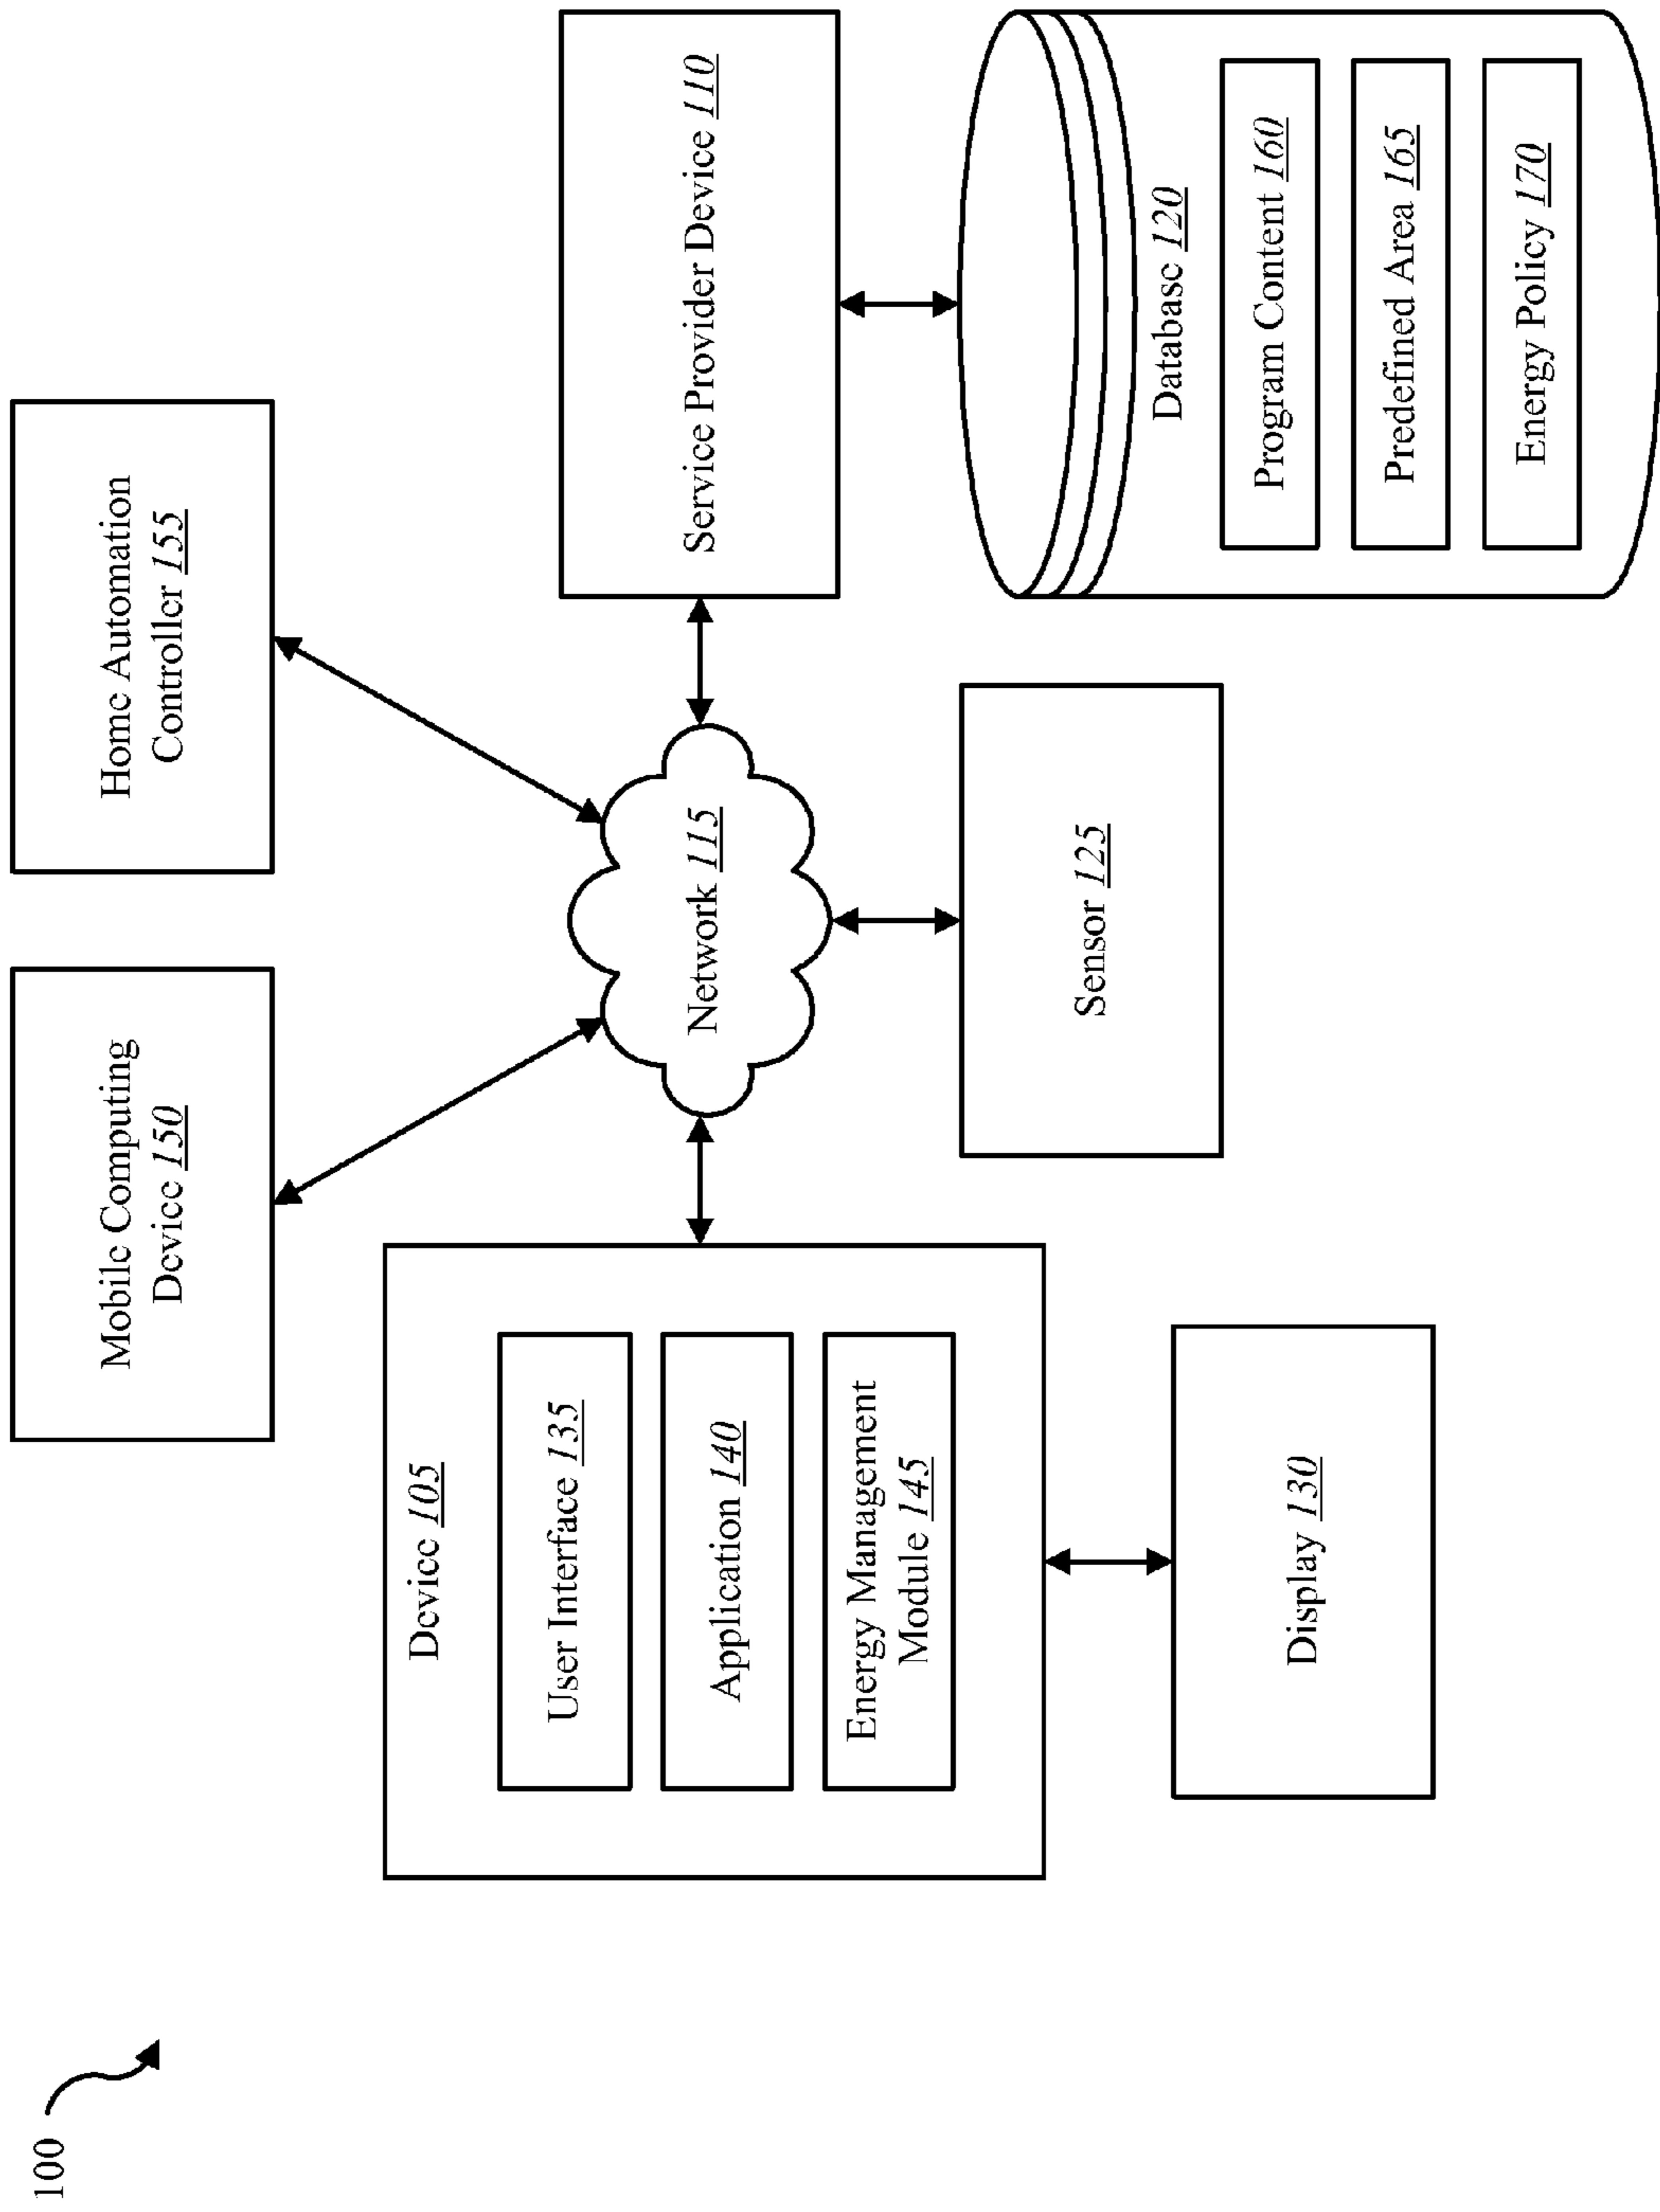 100
Mobile Computing
Device 150
Home Automation
Controller 155
Device 105
User Interface 135
Application 140
Energy Management
Module 145
Network 115
Service Provider Device 110
Sensor 125
Display 130
Database 120
Program Content 160
Predefined Area 165
Energy Policy 170